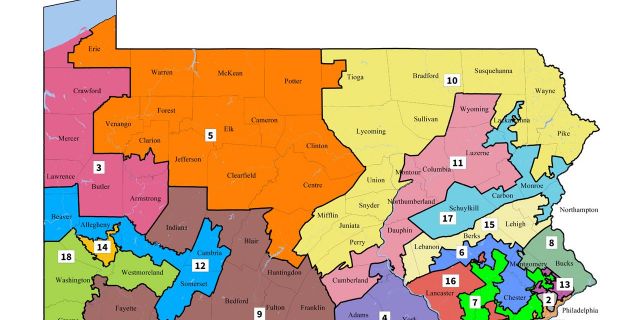 Erie
Warren
McKean
Potter
Tioga
Bradford
Susquehanna
10
Wayne
Crawford
Forest
Venango
Elk
Cameron
Clarion
5
Clinton
Jefferson
Clearfield
Centre
Lycoming
Sullivan
Wyoming
Lackawanna
Pike
Luzerne
11
Columbia
Montour
Monroe
Carbon
Mercer
3
Lawrence
Butler
Armstrong
Union
Snyder
Northumberland
Mifflin
Juniata
Perry
Dauphin
Schuylkill
17
Northampton
15
Lehigh
Berks
Lebanon
Beaver
Allegheny
14
Indiana
Cambria
Blair
Huntingdon
18
Westmoreland
12
Washington
Somerset
Cumberland
6
Montgomery
8
Bucks
Fayette
Bedford
Fulton
Franklin
9
Adams
4
York
16
Lancaster
7
Chester
13
2
Philadelphia
Greene